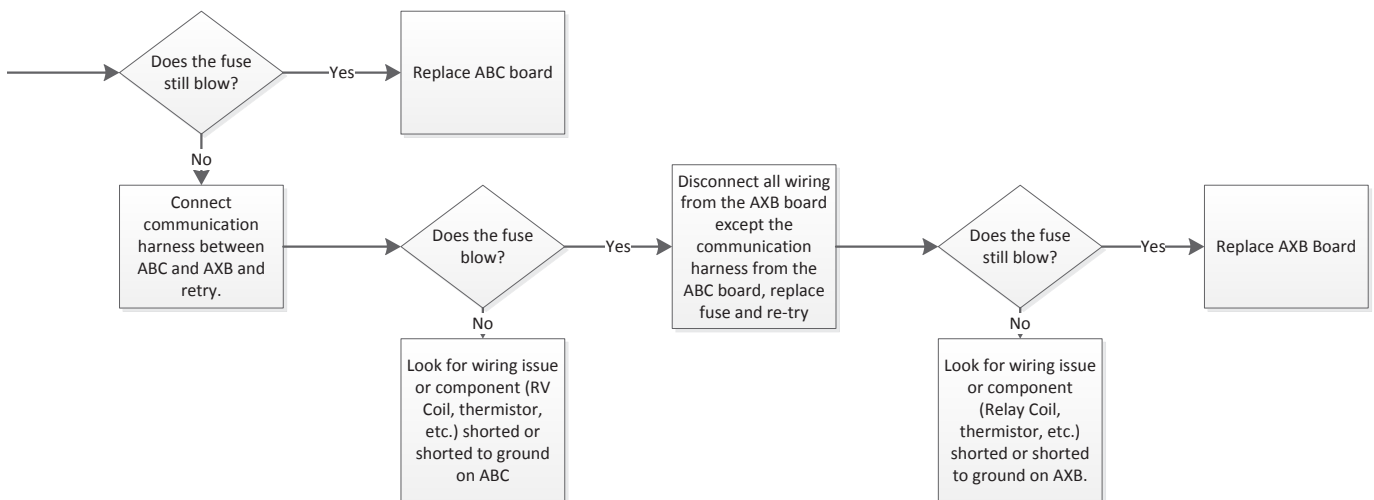 Does the fuse
still blow?
Yes
Replace ABC board
No
Connect
communication
harness between
ABC and AXB and
retry.
Does the fuse
blow?
Yes
Disconnect all wiring
from the AXB board
except the
communication
harness from the
ABC board, replace
fuse and re-try
Does the fuse
still blow?
Yes
Replace AXB Board
No
Look for wiring issue
or component (RV
Coil, thermistor,
etc.) shorted or
shorted to ground
on ABC
No
Look for wiring issue
or component
(Relay Coil,
thermistor, etc.)
shorted or shorted
to ground on AXB.